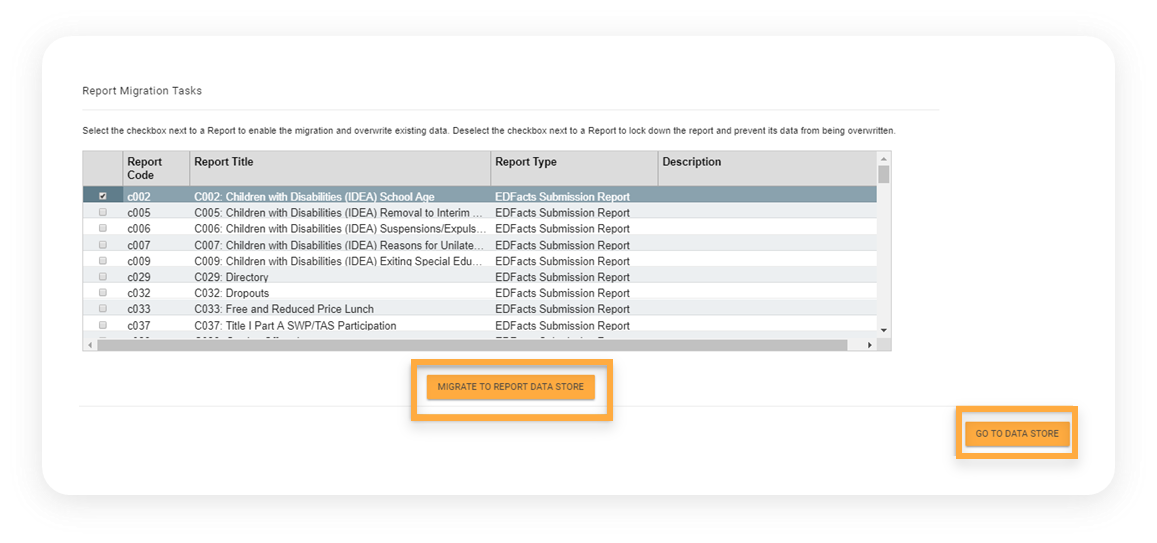 Report Migration Tasks
Select the checkbox next to a Report to enable the migration and overwrite existing data. Deselect the checkbox next to a Report to lock down the report and prevent its data from being overwritten.
Report Code Report Title Report Type Description
c002 C002: Children with Disabilities (IDEA) School Age EDFacts Submission Report
c005 C005: Children with Disabilities (IDEA) Removal to Interim ... EDFacts Submission Report
c006 C006: Children with Disabilities (IDEA) Suspensions/Expuls... EDFacts Submission Report
c007 C007: Children with Disabilities (IDEA) Reasons for Unilate... EDFacts Submission Report
c009 C009: Children with Disabilities (IDEA) Exiting Special Edu... EDFacts Submission Report
c029 C029: Directory EDFacts Submission Report
c032 C032: Dropouts EDFacts Submission Report
c033 C033: Free and Reduced Price Lunch EDFacts Submission Report
c037 C037: Title I Part A SWP/TAS Participation EDFacts Submission Report
MIGRATE TO REPORT DATA STORE
GO TO DATA STORE